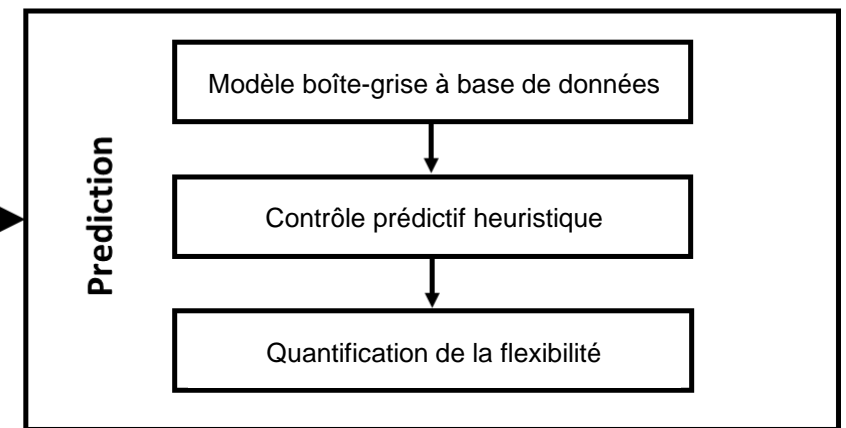 Prediction
Modèle boîte-grise à base de données
Contrôle prédictif heuristique
Quantification de la flexibilité